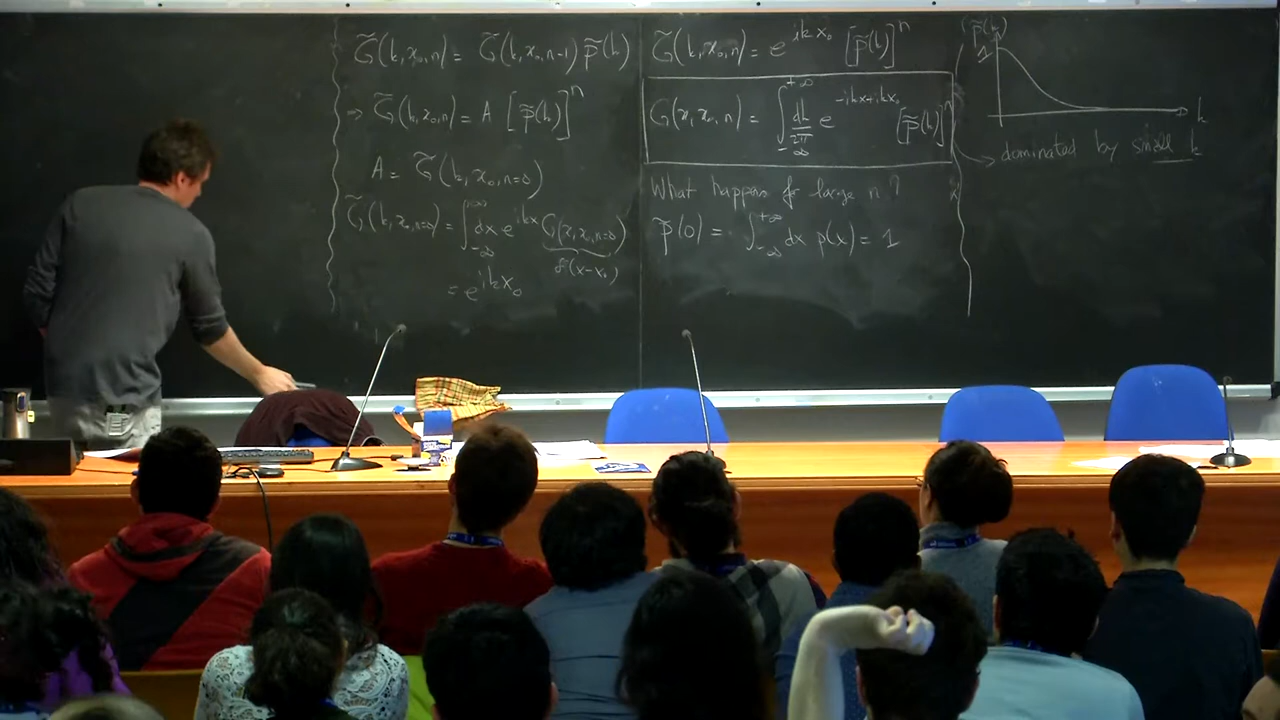 G̃(k,x₀,n) = G̃(k,x₀,n-1) p̃(k)
⇒ G̃(k,x₀,n) = A [p̃(k)]ⁿ
A = G̃(k,x₀,n=0)
G̃(k,x₀,n=0) = ∫_{-∞}^{+∞} dx e^{ikx} G(x,x₀,n=0)
δ(x-x₀)
= e^{ikx₀}
G̃(k,x₀,n) = e^{ikx₀} [p̃(k)]ⁿ
G(x,x₀,n) = ∫_{-∞}^{+∞} dk/2π e^{-ikx+ikx₀} [p̃(k)]ⁿ
What happens for large n?
p̃(0) = ∫_{-∞}^{+∞} dx p(x) = 1
p̃(k)
1
k
→ dominated by small k